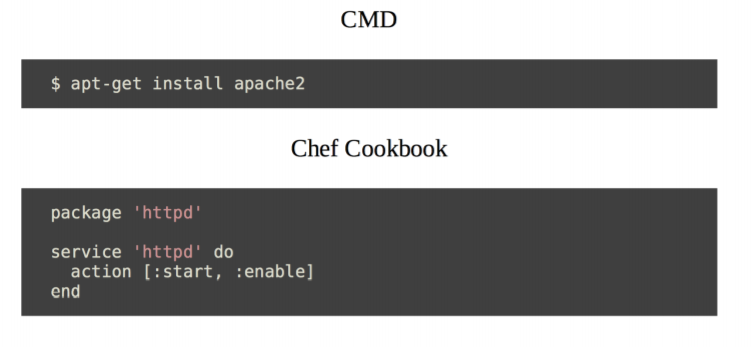 CMD
$ apt-get install apache2
Chef Cookbook
package 'httpd'
service 'httpd' do
  action [:start, :enable]
end